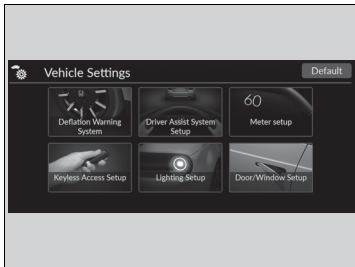 Vehicle Settings
Default
60
Deflation Warning
System
Driver Assist System
Setup
Meter setup
Keyless Access Setup
Lighting Setup
Door/Window Setup